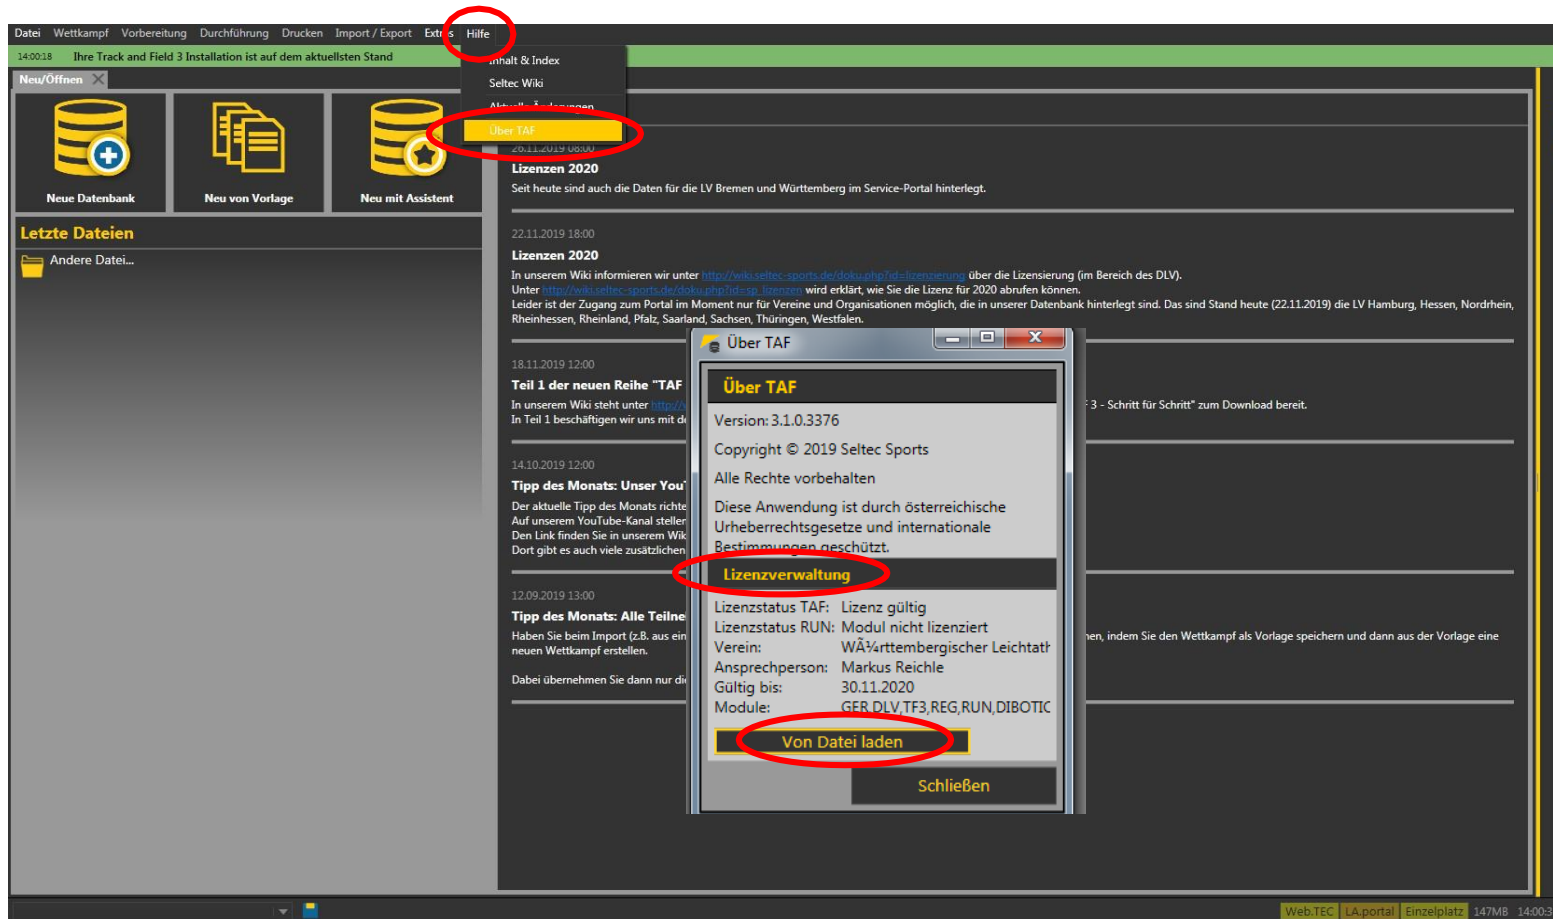 Datei Wettkampf Vorbereitung Durchführung Drucken Import / Export Extras Hilfe
14:00:18 Ihre Track and Field 3 Installation ist auf dem aktuellsten Stand
Inhalt & Index
Seltec Wiki
Aktuelle Änderungen
Über TAF
Neu/Öffnen
Neue Datenbank
Neu von Vorlage
Neu mit Assistent
Letzte Dateien
Andere Datei...
26.11.2019 08:00
Lizenzen 2020
Seit heute sind auch die Daten für die LV Bremen und Württemberg im Service-Portal hinterlegt.
22.11.2019 18:00
Lizenzen 2020
In unserem Wiki informieren wir unter http://wiki.seltec-sports.de/doku.php?id=lizenzierung über die Lizensierung (im Bereich des DLV).
Unter http://wiki.seltec-sports.de/doku.php?id=sp_lizenzen wird erklärt, wie Sie die Lizenz für 2020 abrufen können.
Leider ist der Zugang zum Portal im Moment nur für Vereine und Organisationen möglich, die in unserer Datenbank hinterlegt sind. Das sind Stand heute (22.11.2019) die LV Hamburg, Hessen, Nordrhein,
Rheinhessen, Rheinland, Pfalz, Saarland, Sachsen, Thüringen, Westfalen.
18.11.2019 12:00
Teil 1 der neuen Reihe "TAF
In unserem Wiki steht unter http:// 3 - Schritt für Schritt" zum Download bereit.
In Teil 1 beschäftigen wir uns mit
14.10.2019 12:00
Tipp des Monats: Unser
Der aktuelle Tipp des Monats
Auf unserem YouTube-Kanal
Den Link finden Sie in unserem
Dort gibt es auch viele zusätzlichen
12.09.2019 13:00
Tipp des Monats: Alle
Haben Sie beim Import (z.B. aus indem Sie den Wettkampf als Vorlage speichern und dann aus der Vorlage eine
neuen Wettkampf erstellen.
Dabei übernehmen Sie dann nur
Über TAF
Über TAF
Version: 3.1.0.3376
Copyright © 2019 Seltec Sports
Alle Rechte vorbehalten
Diese Anwendung ist durch österreichische
Urheberrechtsgesetze und internationale
Bestimmungen geschützt.
Lizenzverwaltung
Lizenzstatus TAF: Lizenz gültig
Lizenzstatus RUN: Modul nicht lizenziert
Verein: WÃ¼rttembergischer Leichtath
Ansprechperson: Markus Reichle
Gültig bis: 30.11.2020
Module: GER.DLV,TF3,REG,RUN,DIBOTIC
Von Datei laden
Schließen
Web.TEC LA.portal Einzelplatz 147MB 14:00:3